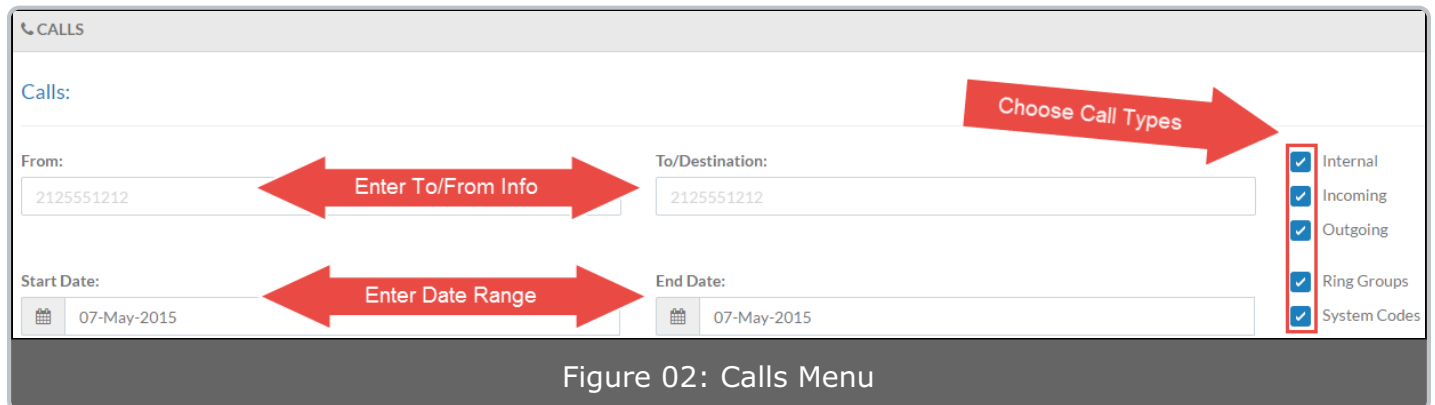 CALLS
Calls:
Choose Call Types
From:
To/Destination:
Internal
2125551212
Enter To/From Info
2125551212
Incoming
Outgoing
Start Date:
End Date:
Ring Groups
07-May-2015
Enter Date Range
07-May-2015
System Codes
Figure 02: Calls Menu